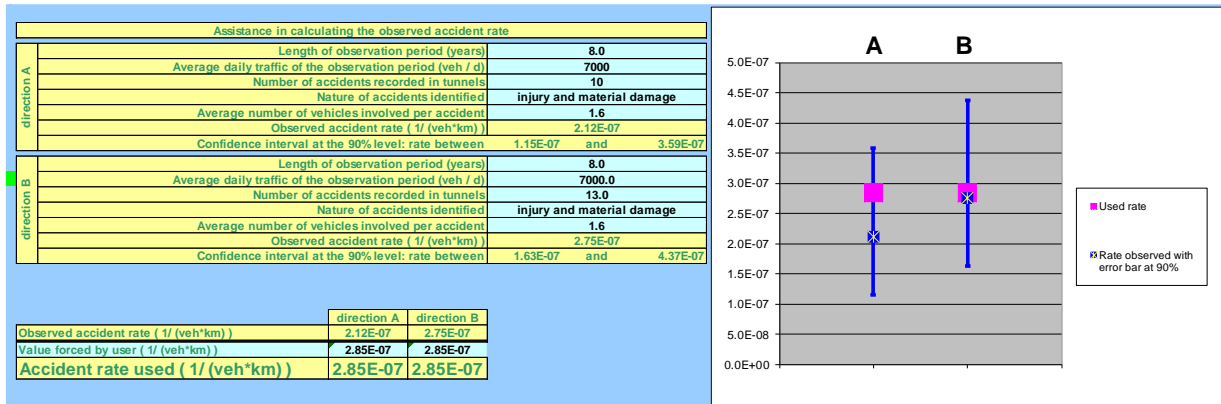 Assistance in calculating the observed accident rate
direction A
Length of observation period (years) 8.0
Average daily traffic of the observation period (veh / d) 7000
Number of accidents recorded in tunnels 10
Nature of accidents identified injury and material damage
Average number of vehicles involved per accident 1.6
Observed accident rate ( 1/ (veh*km) ) 2.12E-07
Confidence interval at the 90% level: rate between 1.15E-07 and 3.59E-07
direction B
Length of observation period (years) 8.0
Average daily traffic of the observation period (veh / d) 7000.0
Number of accidents recorded in tunnels 13.0
Nature of accidents identified injury and material damage
Average number of vehicles involved per accident 1.6
Observed accident rate ( 1/ (veh*km) ) 2.75E-07
Confidence interval at the 90% level: rate between 1.63E-07 and 4.37E-07
direction A direction B
Observed accident rate ( 1/ (veh*km) ) 2.12E-07 2.75E-07
Value forced by user ( 1/ (veh*km) ) 2.85E-07 2.85E-07
Accident rate used ( 1/ (veh*km) ) 2.85E-07 2.85E-07
A B
5.0E-07
4.5E-07
4.0E-07
3.5E-07
3.0E-07
2.5E-07
2.0E-07
1.5E-07
1.0E-07
5.0E-08
0.0E+00
Used rate
Rate observed with
error bar at 90%